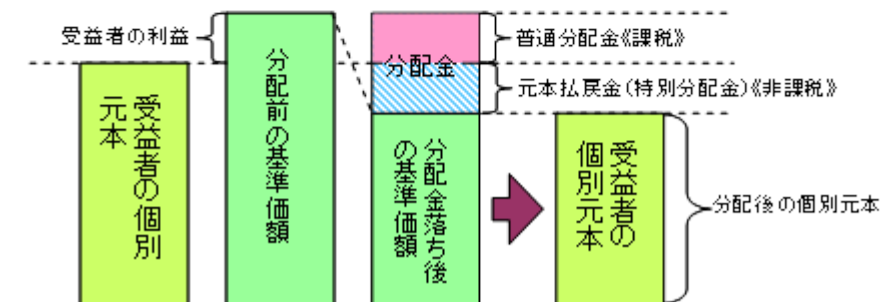 受益者の利益
普通分配金《課税》
分配金
元本払戻金(特別分配金)《非課税》
受益者の個別
元本
分配前の基準価額
分配金落ち後
の基準価額
受益者の
個別元本
分配後の個別元本